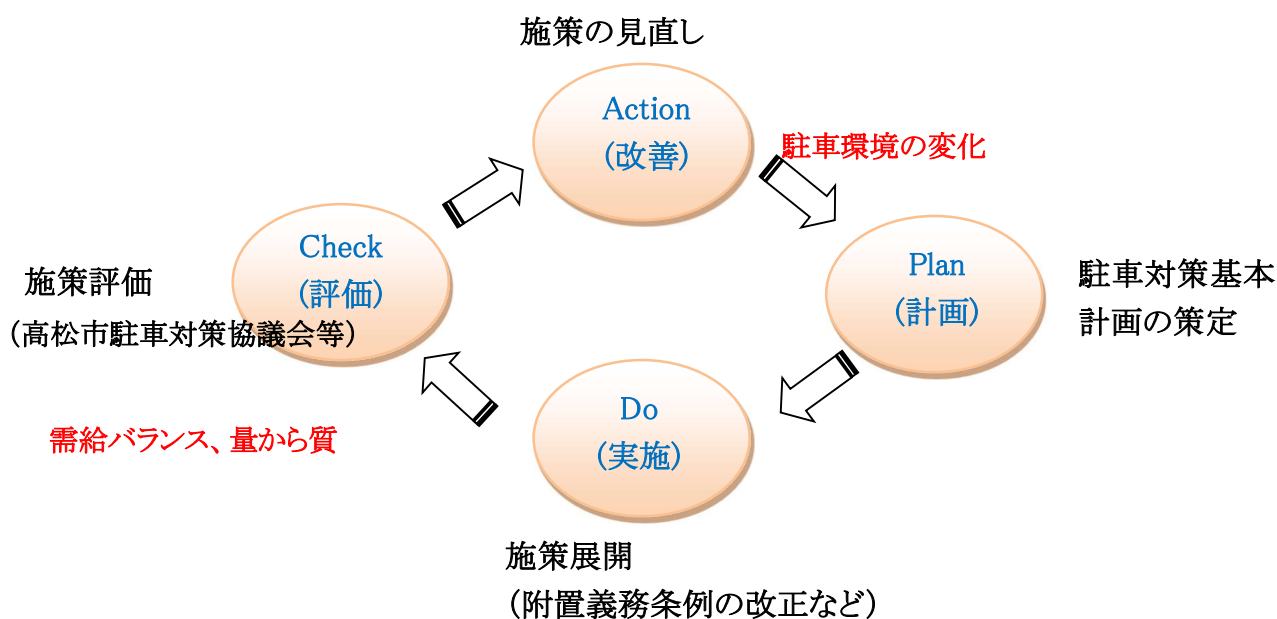 施策の見直し
Action
(改善)
駐車環境の変化
Check
(評価)
施策評価
(高松市駐車対策協議会等)
Plan
(計画)
駐車対策基本
計画の策定
Do
(実施)
需給バランス、量から質
施策展開
(附置義務条例の改正など)